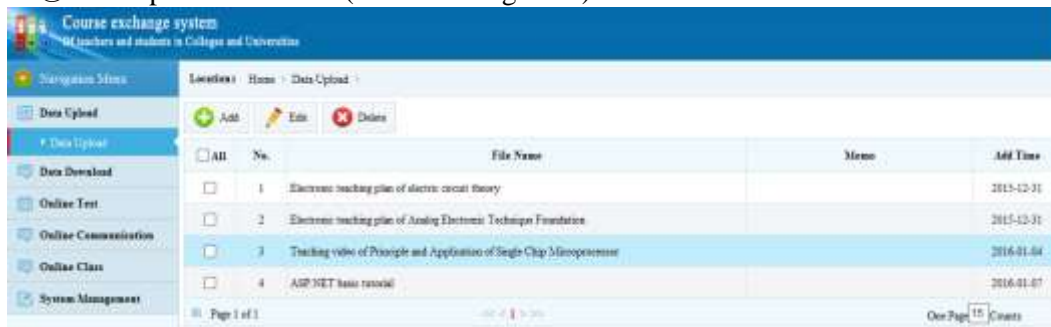 Course exchange system
Of teachers and students in Colleges and Universities
Navigation Menu
Location: Home > Data Upload >
Data Upload
Add Edit Delete
Data Upload
All No. File Name Memo Add Time
Data Download
1 Electronic teaching plan of electric circuit theory 2015-12-31
Online Test
2 Electronic teaching plan of Analog Electronic Technique Foundation 2015-12-31
Online Communication
3 Teaching video of Principle and Application of Single Chip Microprocessor 2016-01-04
Online Class
4 ASP.NET basic tutorial 2016-01-07
System Management
Page 1 of 1 << < 1 > >> One Page 15 Counts